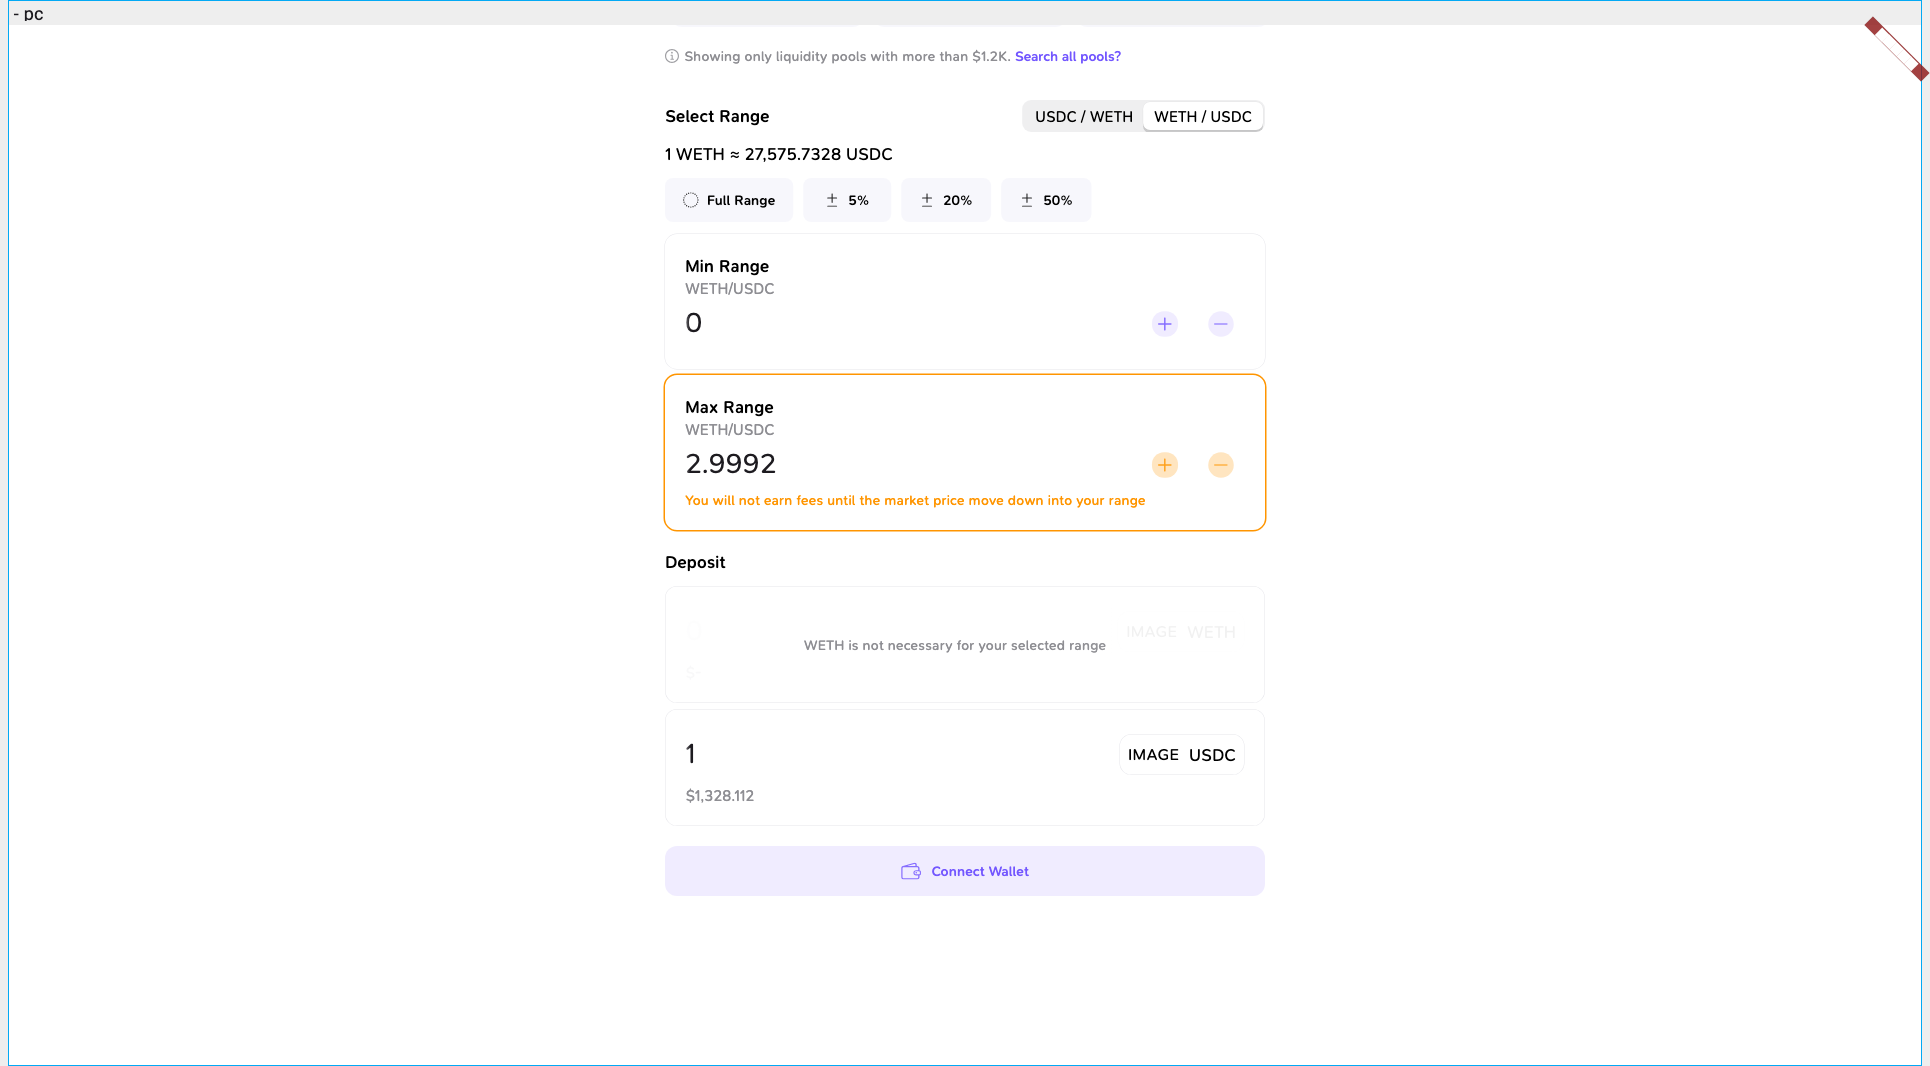 - pc
Showing only liquidity pools with more than $1.2K. Search all pools?
Select Range
USDC / WETH
WETH / USDC
1 WETH ≈ 27,575.7328 USDC
Full Range
± 5%
± 20%
± 50%
Min Range
WETH/USDC
0
Max Range
WETH/USDC
2.9992
You will not earn fees until the market price move down into your range
Deposit
0
IMAGE WETH
WETH is not necessary for your selected range
$-
1
IMAGE USDC
$1,328.112
Connect Wallet